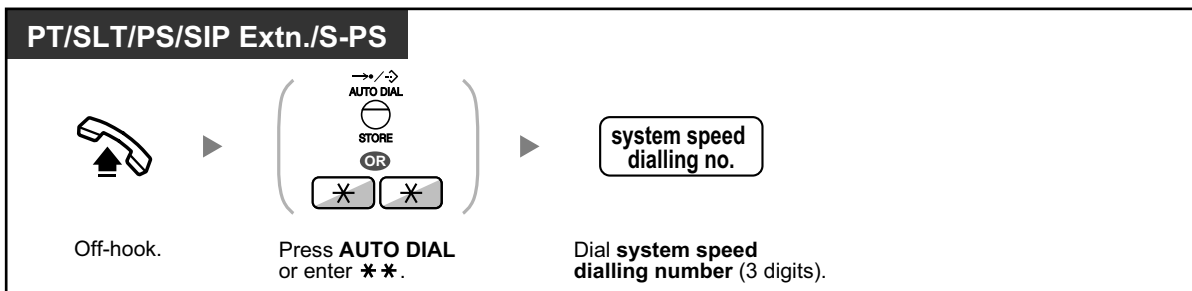 PT/SLT/PS/SIP Extn./S-PS
AUTO DIAL
STORE
OR
system speed
dialling no.
Off-hook.
Press AUTO DIAL
or enter ✱✱.
Dial system speed
dialling number (3 digits).